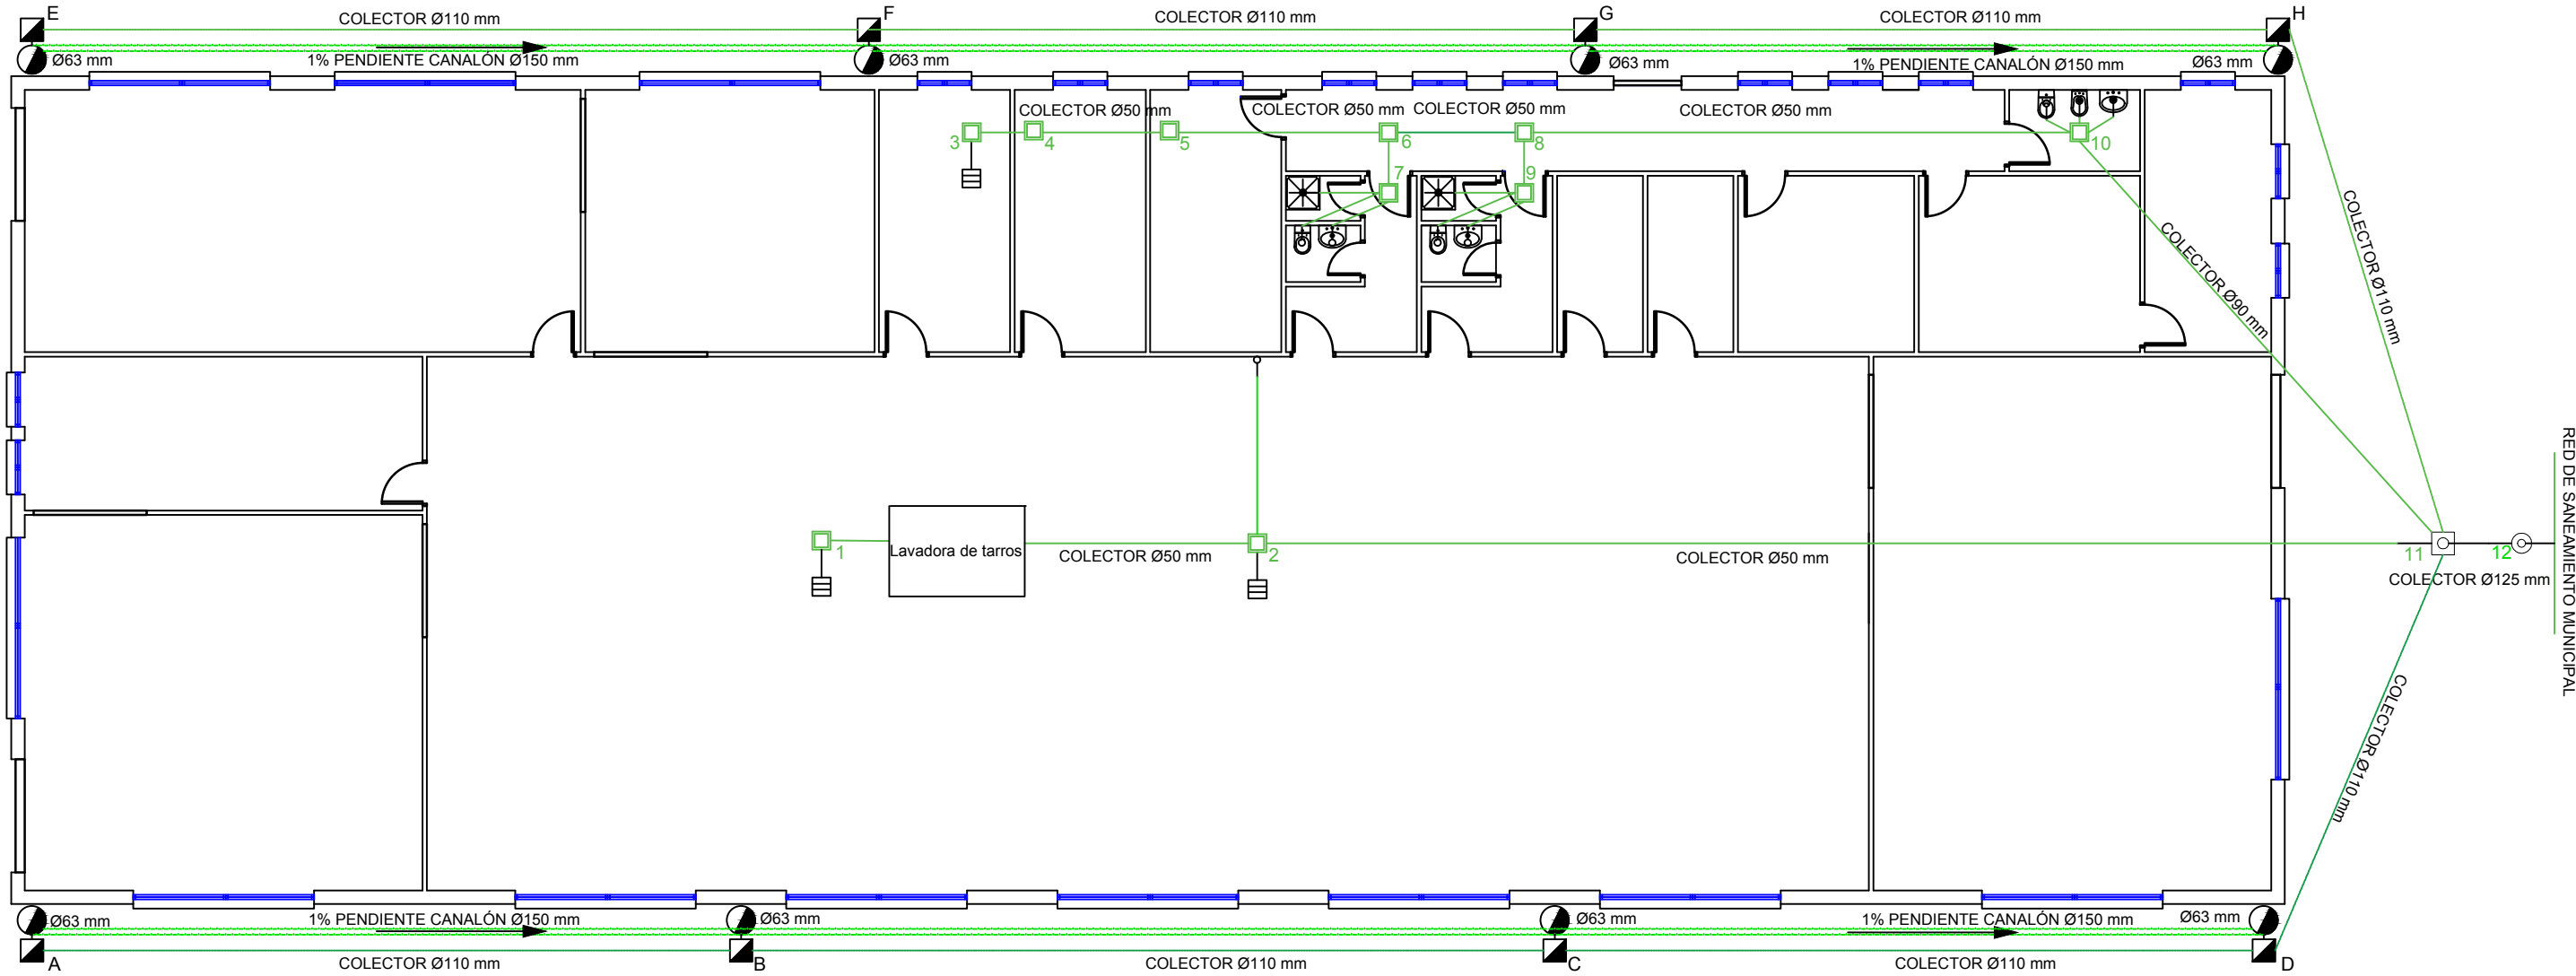 E
COLECTOR Ø110 mm
F
COLECTOR Ø110 mm
G
COLECTOR Ø110 mm
H
Ø63 mm
1% PENDIENTE CANALÓN Ø150 mm
Ø63 mm
Ø63 mm
1% PENDIENTE CANALÓN Ø150 mm
Ø63 mm
COLECTOR Ø50 mm
COLECTOR Ø50 mm
COLECTOR Ø50 mm
COLECTOR Ø50 mm
3
4
5
6
8
10
7
9
COLECTOR Ø90 mm
COLECTOR Ø110 mm
1
Lavadora de tarros
COLECTOR Ø50 mm
2
COLECTOR Ø50 mm
11
12
COLECTOR Ø125 mm
RED DE SANEAMIENTO MUNICIPAL
COLECTOR Ø110 mm
Ø63 mm
1% PENDIENTE CANALÓN Ø150 mm
Ø63 mm
Ø63 mm
1% PENDIENTE CANALÓN Ø150 mm
Ø63 mm
A
COLECTOR Ø110 mm
B
COLECTOR Ø110 mm
C
COLECTOR Ø110 mm
D